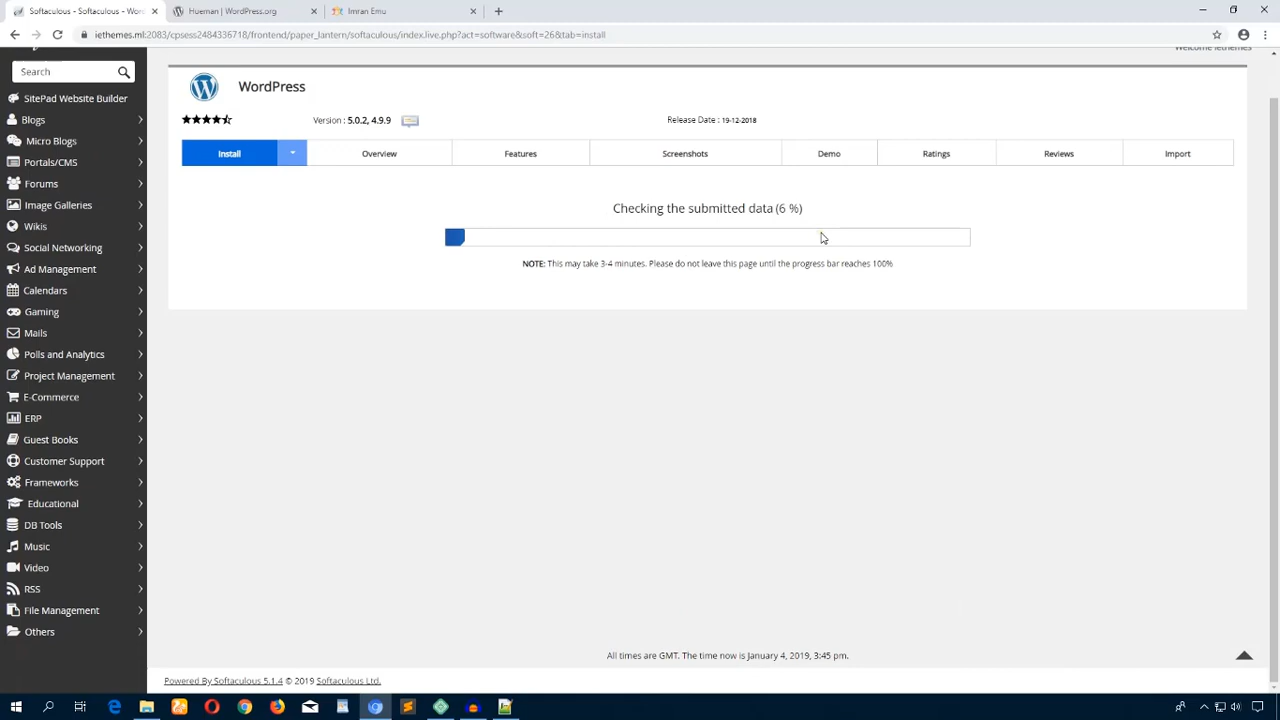 Softaculous - Softaculous - Wor
Hueman | WordPress.org
Imran Emu
iethemes.ml:2083/cpsess2484336718/frontend/paper_lantern/softaculous/index.live.php?act=software&soft=26&tab=install
Welcome iethemes
Search
WordPress
Version : 5.0.2, 4.9.9
Release Date : 19-12-2018
Install
Overview
Features
Screenshots
Demo
Ratings
Reviews
Import
Checking the submitted data (6 %)
NOTE: This may take 3-4 minutes. Please do not leave this page until the progress bar reaches 100%
SitePad Website Builder
Blogs
Micro Blogs
Portals/CMS
Forums
Image Galleries
Wikis
Social Networking
Ad Management
Calendars
Gaming
Mails
Polls and Analytics
Project Management
E-Commerce
ERP
Guest Books
Customer Support
Frameworks
Educational
DB Tools
Music
Video
RSS
File Management
Others
All times are GMT. The time now is January 4, 2019, 3:45 pm.
Powered By Softaculous 5.1.4 © 2019 Softaculous Ltd.